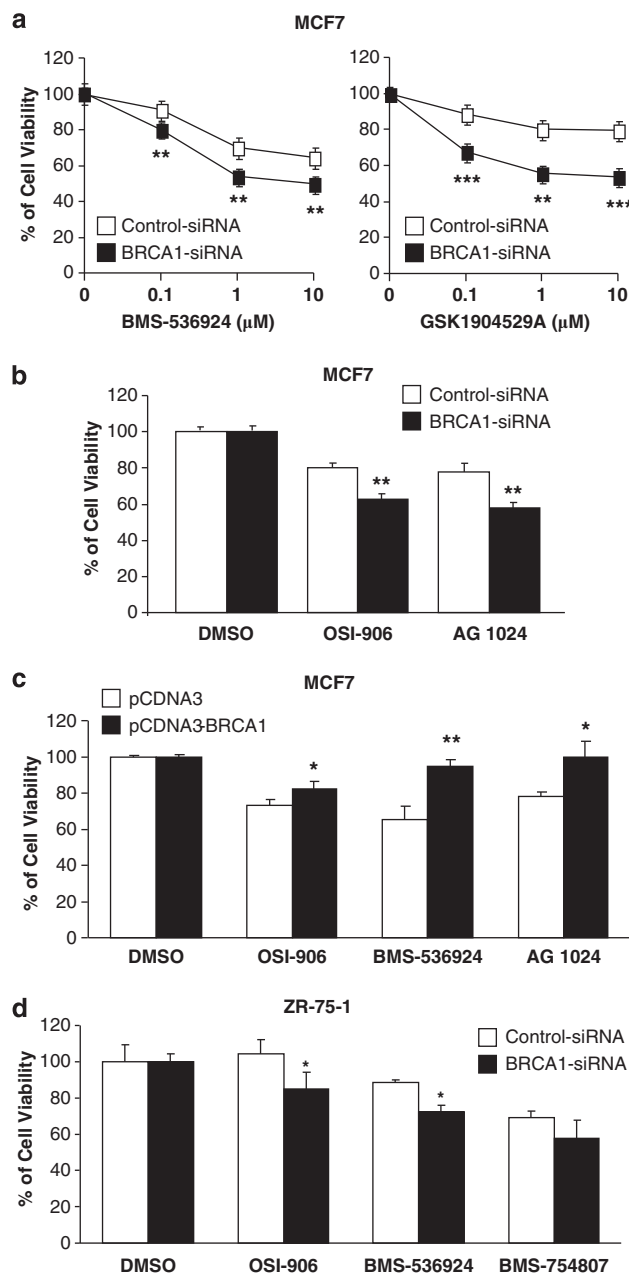 a
MCF7
120
100
80
60
40
20
0
% of Cell Viability
**
**
**
Control-siRNA
BRCA1-siRNA
0 0.1 1 10
BMS-536924 (μM)
120
100
80
60
40
20
0
***
**
***
Control-siRNA
BRCA1-siRNA
0 0.1 1 10
GSK1904529A (μM)
b
MCF7
120
100
80
60
40
20
0
% of Cell Viability
Control-siRNA
BRCA1-siRNA
**
**
DMSO OSI-906 AG 1024
c
MCF7
pCDNA3
pCDNA3-BRCA1
120
100
80
60
40
20
0
% of Cell Viability
*
**
*
DMSO OSI-906 BMS-536924 AG 1024
d
ZR-75-1
120
100
80
60
40
20
0
% of Cell Viability
Control-siRNA
BRCA1-siRNA
*
*
DMSO OSI-906 BMS-536924 BMS-754807